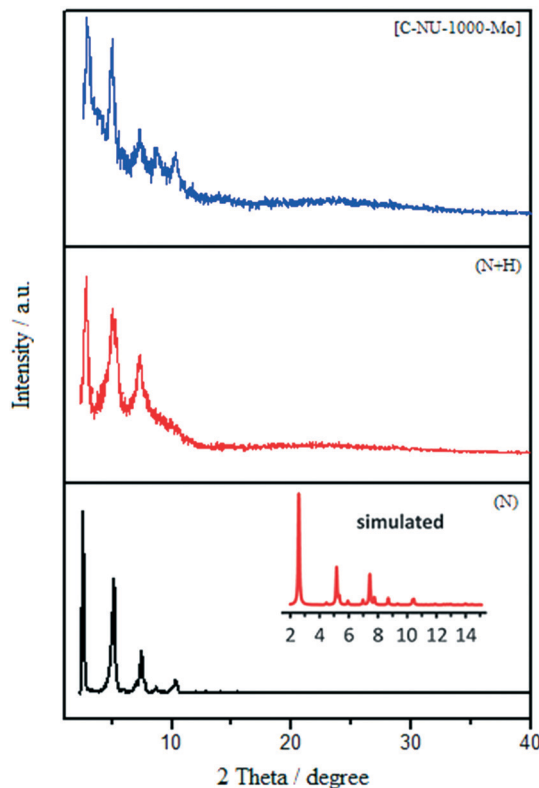 [C-NU-1000-Mo]
(N+H)
(N)
simulated
2 4 6 8 10 12 14
Intensity / a.u.
10 20 30 40
2 Theta / degree